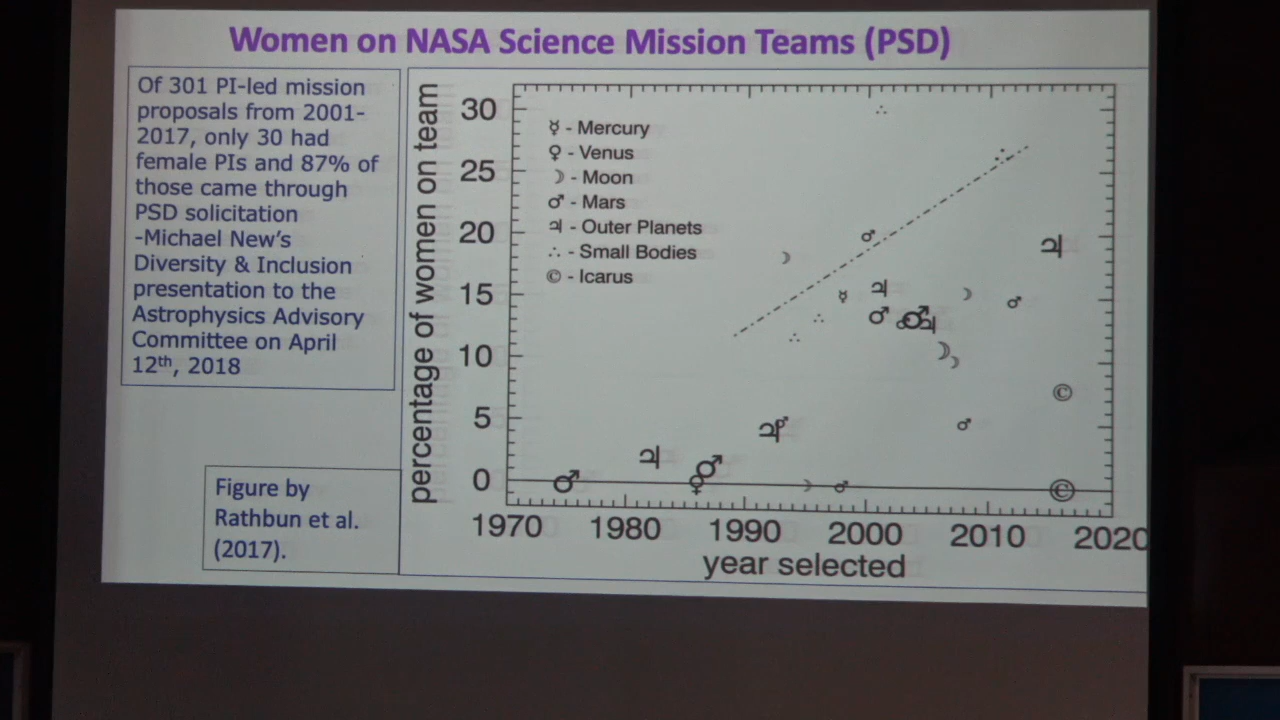 Women on NASA Science Mission Teams (PSD)
Of 301 PI-led mission
proposals from 2001-
2017, only 30 had
female PIs and 87% of
those came through
PSD solicitation
-Michael New's
Diversity & Inclusion
presentation to the
Astrophysics Advisory
Committee on April
12th, 2018
Figure by
Rathbun et al.
(2017).
percentage of women on team
30
25
20
15
10
5
0
☿ - Mercury
♀ - Venus
☽ - Moon
♂ - Mars
♃ - Outer Planets
∴ - Small Bodies
© - Icarus
1970 1980 1990 2000 2010 2020
year selected